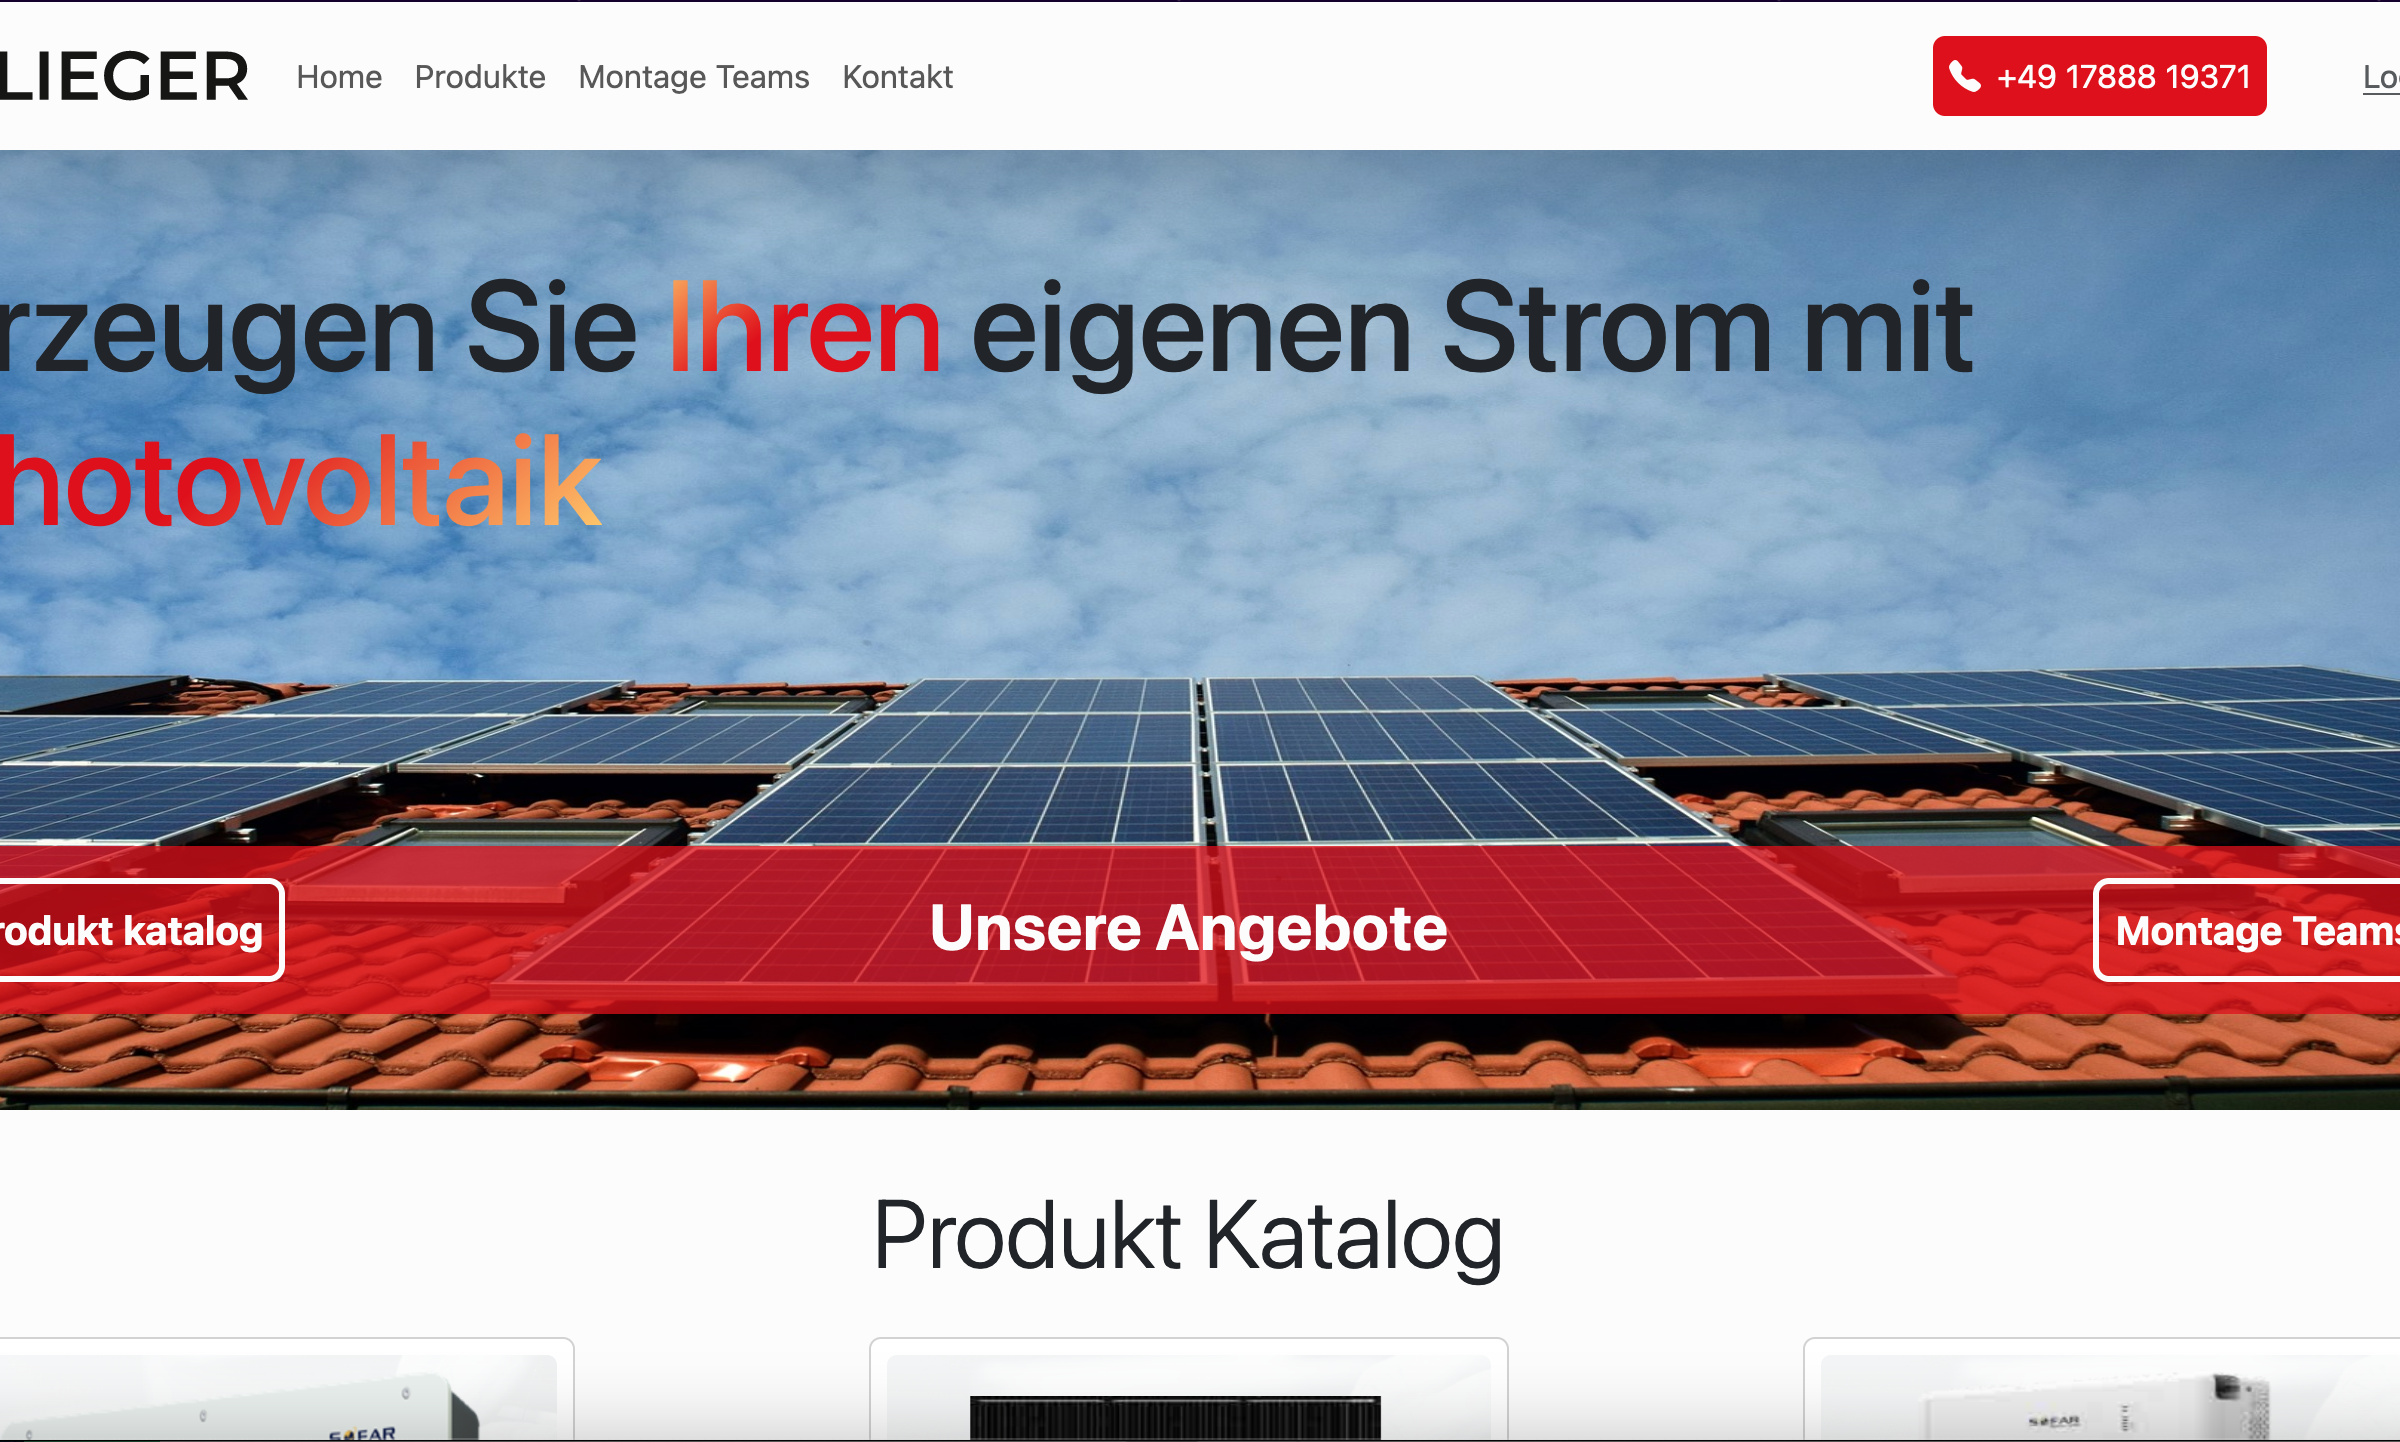 LIEGER Home Produkte Montage Teams Kontakt +49 17888 19371 Lo
rzeugen Sie Ihren eigenen Strom mit
hotovoltaik
rodukt katalog Unsere Angebote Montage Teams
Produkt Katalog
SOFAR SOFAR